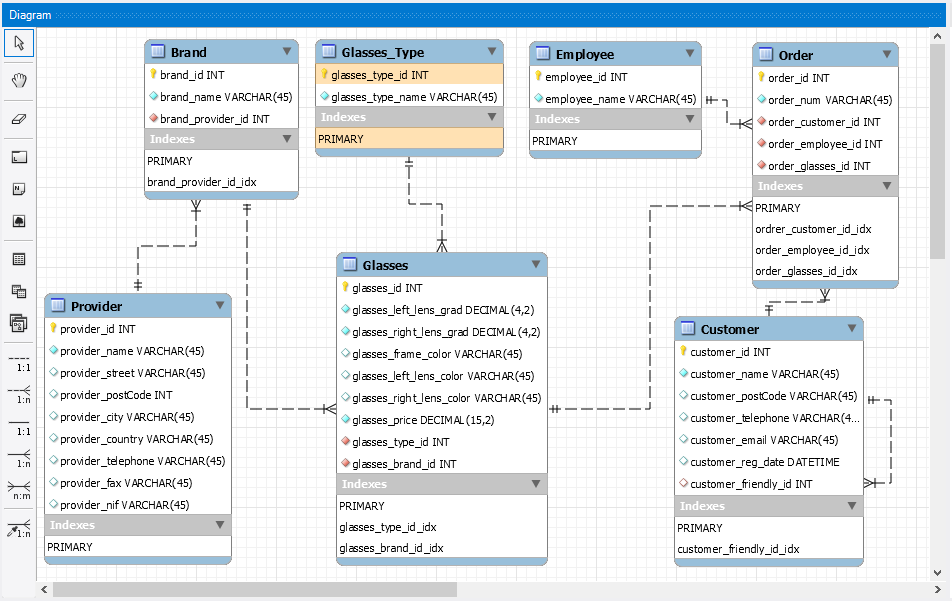 Diagram
1:1
1:n
1:1
1:n
n:m
1:n
Brand
brand_id INT
brand_name VARCHAR(45)
brand_provider_id INT
Indexes
PRIMARY
brand_provider_id_idx
Glasses_Type
glasses_type_id INT
glasses_type_name VARCHAR(45)
Indexes
PRIMARY
Employee
employee_id INT
employee_name VARCHAR(45)
Indexes
PRIMARY
Order
order_id INT
order_num VARCHAR(45)
order_customer_id INT
order_employee_id INT
order_glasses_id INT
Indexes
PRIMARY
ordrer_customer_id_idx
order_employee_id_idx
order_glasses_id_idx
Provider
provider_id INT
provider_name VARCHAR(45)
provider_street VARCHAR(45)
provider_postCode INT
provider_city VARCHAR(45)
provider_country VARCHAR(45)
provider_telephone VARCHAR(45)
provider_fax VARCHAR(45)
provider_nif VARCHAR(45)
Indexes
PRIMARY
Glasses
glasses_id INT
glasses_left_lens_grad DECIMAL(4,2)
glasses_right_lens_grad DECIMAL(4,2)
glasses_frame_color VARCHAR(45)
glasses_left_lens_color VARCHAR(45)
glasses_right_lens_color VARCHAR(45)
glasses_price DECIMAL(15,2)
glasses_type_id INT
glasses_brand_id INT
Indexes
PRIMARY
glasses_type_id_idx
glasses_brand_id_idx
Customer
customer_id INT
customer_name VARCHAR(45)
customer_postCode VARCHAR(45)
customer_telephone VARCHAR(4...
customer_email VARCHAR(45)
customer_reg_date DATETIME
customer_friendly_id INT
Indexes
PRIMARY
customer_friendly_id_idx